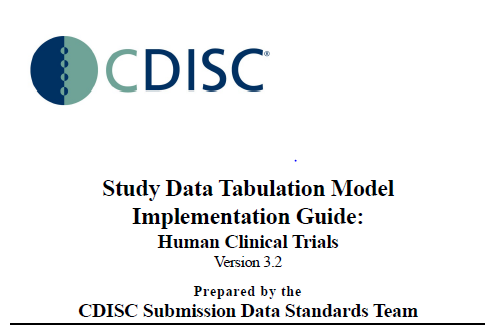 CDISC®
Study Data Tabulation Model
Implementation Guide:
Human Clinical Trials
Version 3.2
Prepared by the
CDISC Submission Data Standards Team